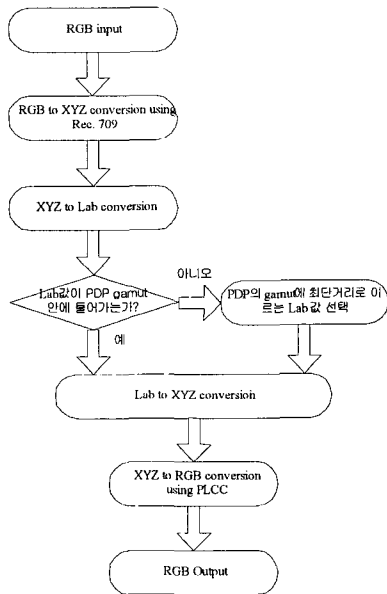 RGB input
RGB to XYZ conversion using
Rec. 709
XYZ to Lab conversion
아니오
Lab값이 PDP gamut
안에 들어가는가?
PDP의 gamut에 최단거리로 이
르는 Lab 값 선택
예
Lab to XYZ conversion
XYZ to RGB conversion
using PLCC
RGB Output